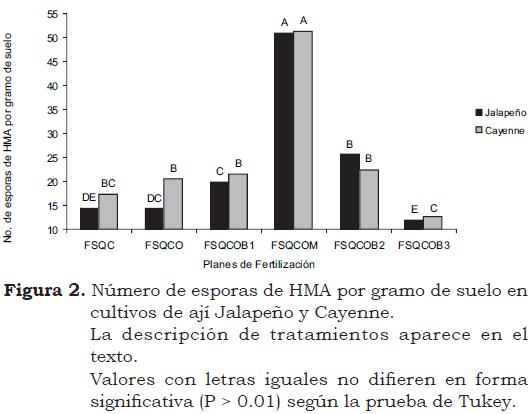 No. de esporas de HMA por gramo de suelo
55
50
45
40
35
30
25
20
15
10
DE BC
DC B
C B
A A
B B
E C
FSQC FSQCO FSQCOB1 FSQCOM FSQCOB2 FSQCOB3
Planes de Fertilización
Jalapeño
Cayenne
Figura 2. Número de esporas de HMA por gramo de suelo en
cultivos de ají Jalapeño y Cayenne.
La descripción de tratamientos aparece en el
texto.
Valores con letras iguales no difieren en forma
significativa (P > 0.01) según la prueba de Tukey.